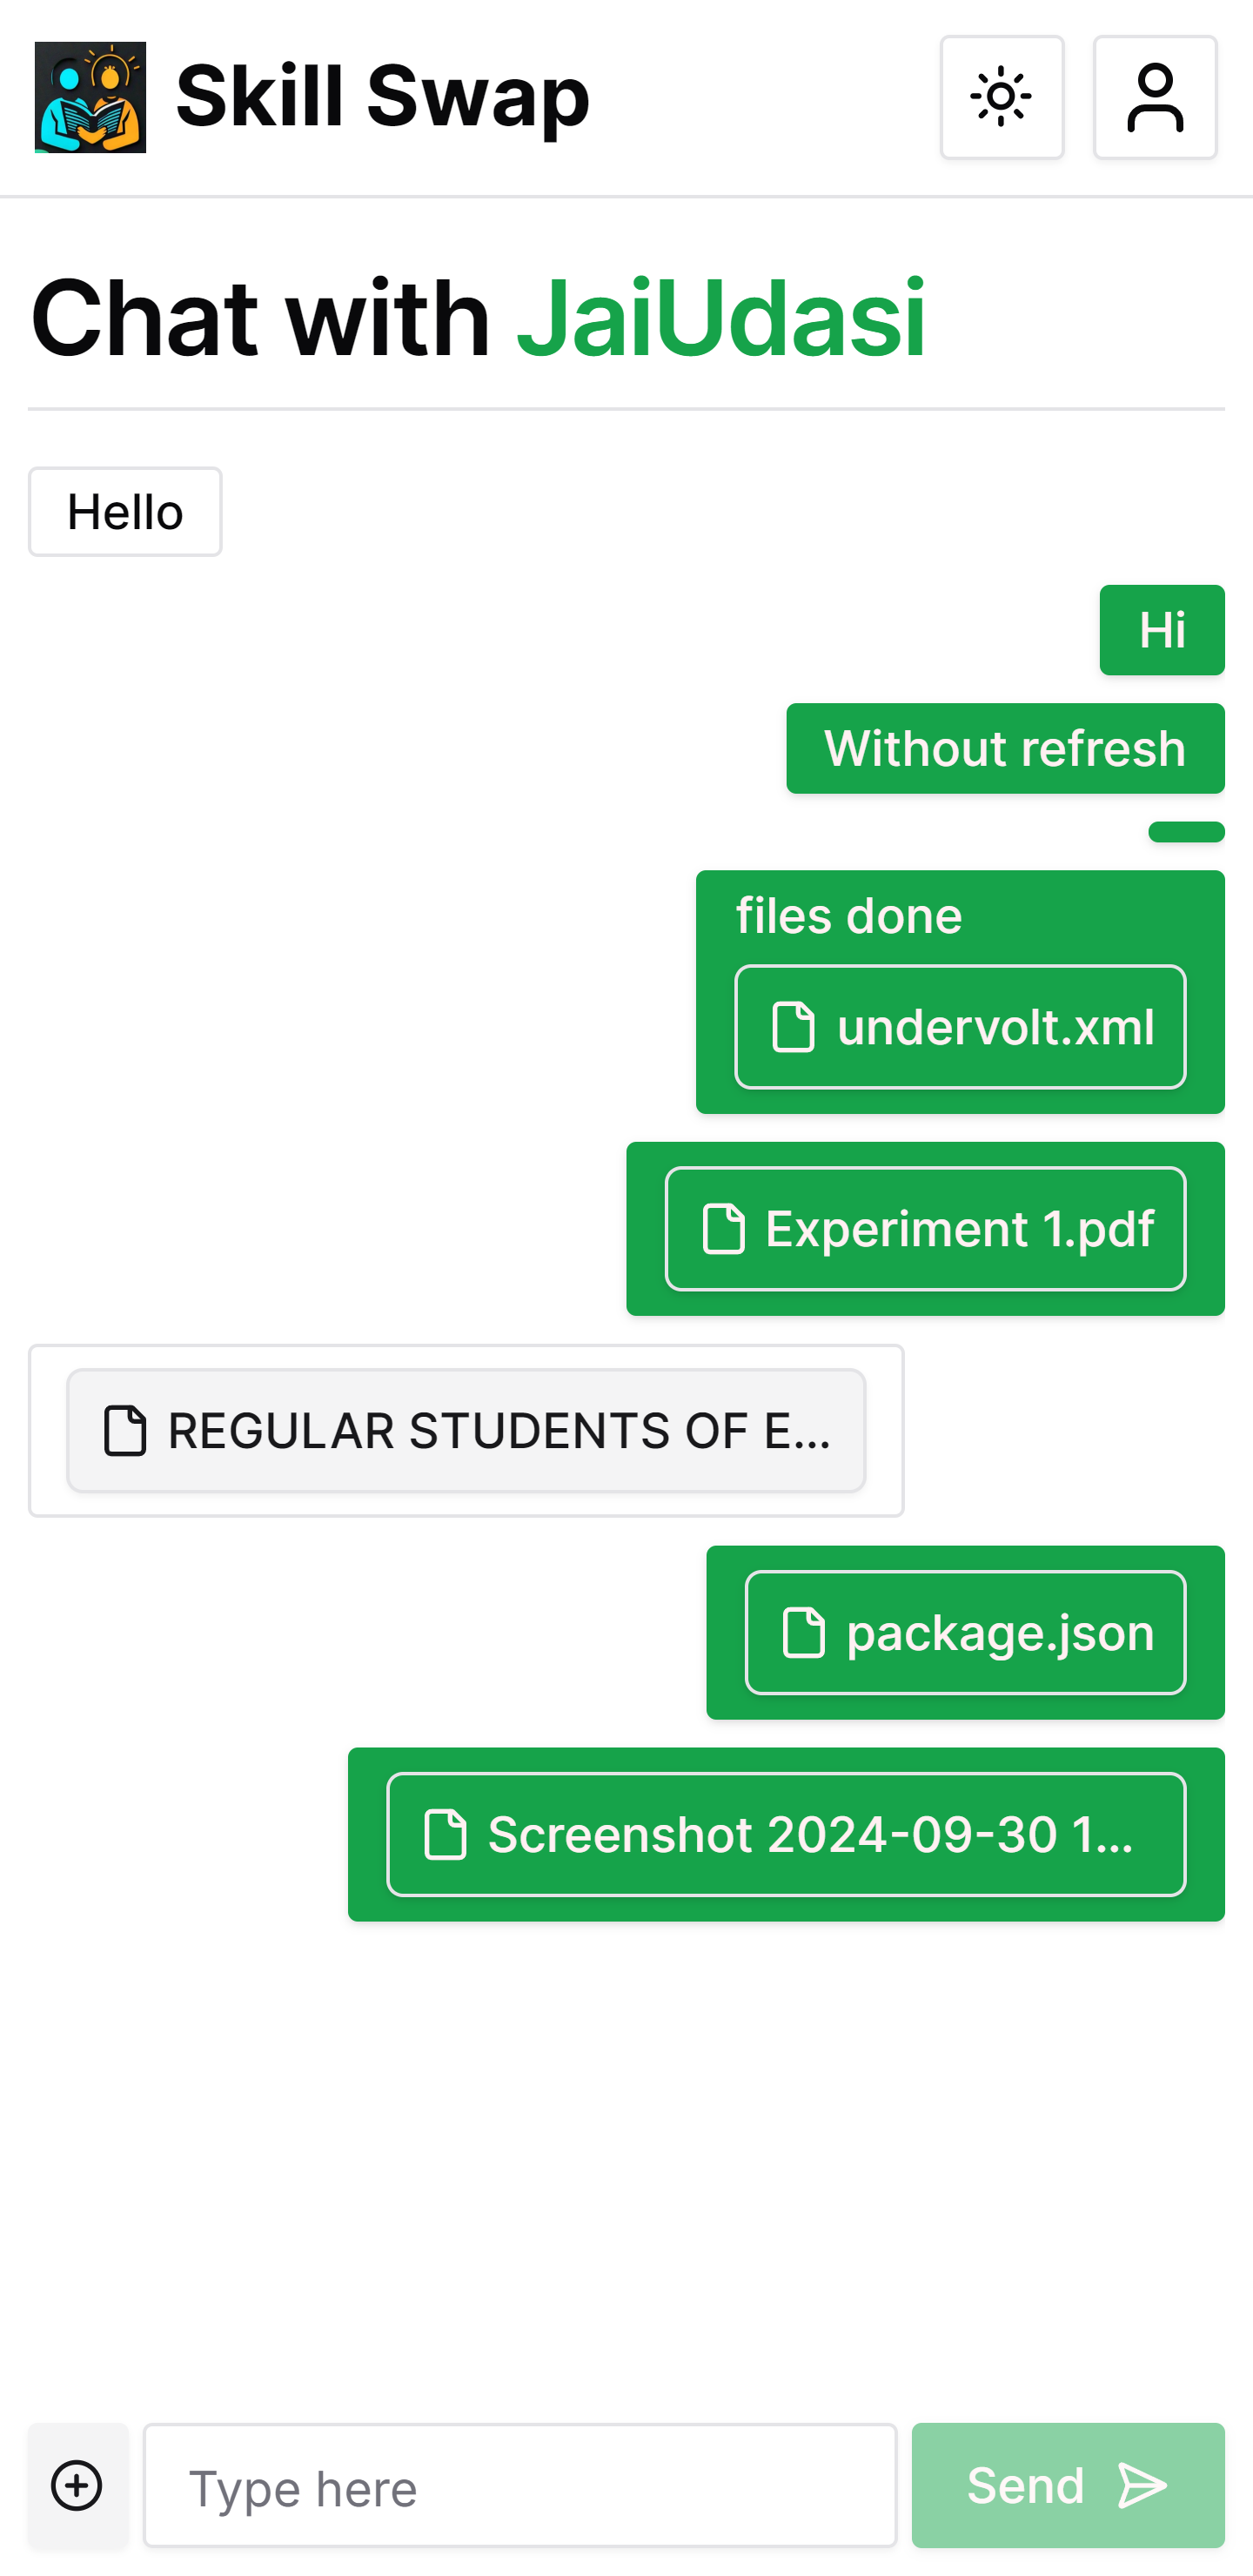 Skill Swap
Chat with JaiUdasi
Hello
Hi
Without refresh
files done
undervolt.xml
Experiment 1.pdf
REGULAR STUDENTS OF E...
package.json
Screenshot 2024-09-30 1...
Type here
Send